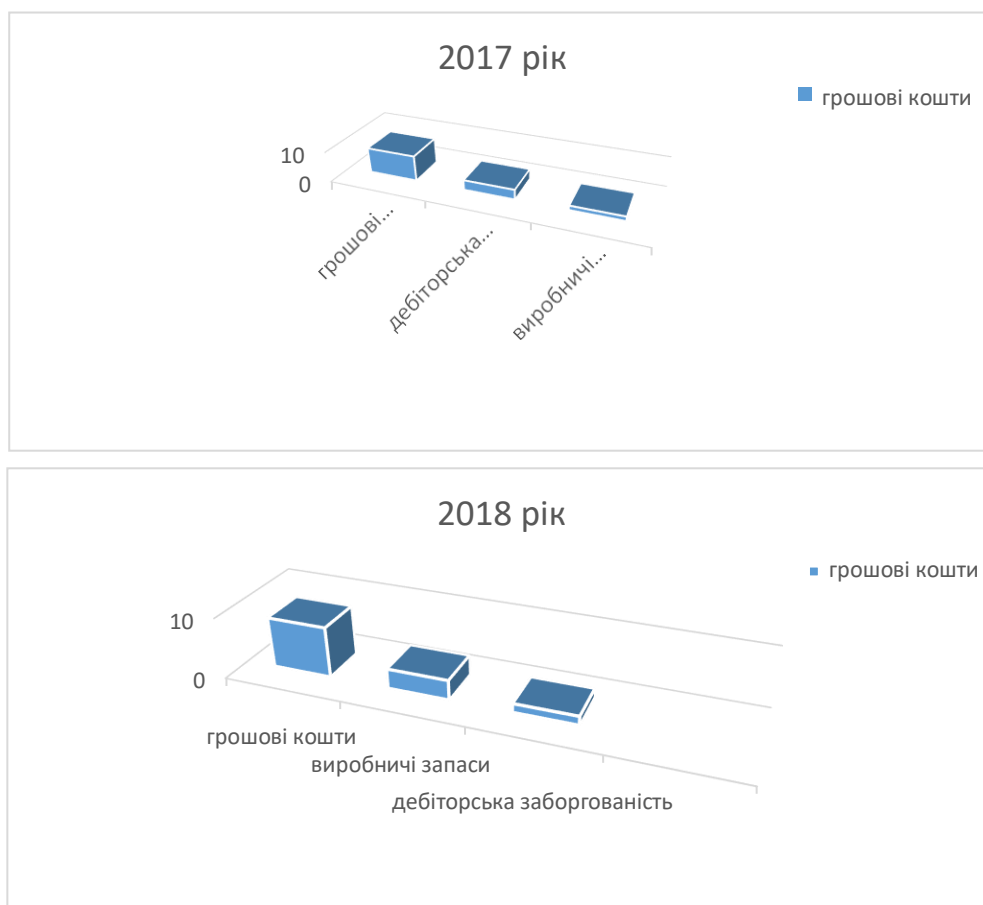 2017 рік
грошові кошти
10
0
грошові...
дебіторська...
виробничі...
2018 рік
грошові кошти
10
0
грошові кошти
виробничі запаси
дебіторська заборгованість